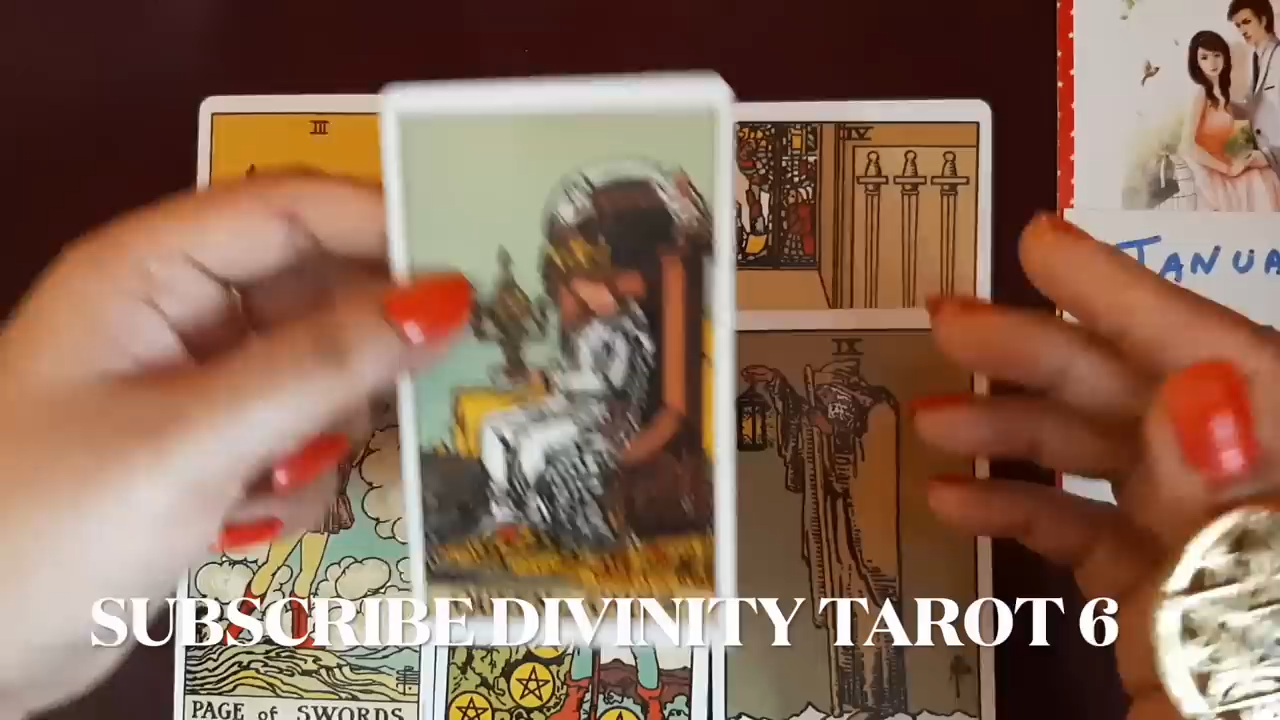 III
IV
JANUA
IX
SUBSCRIBE DIVINITY TAROT 6
PAGE of SWORDS